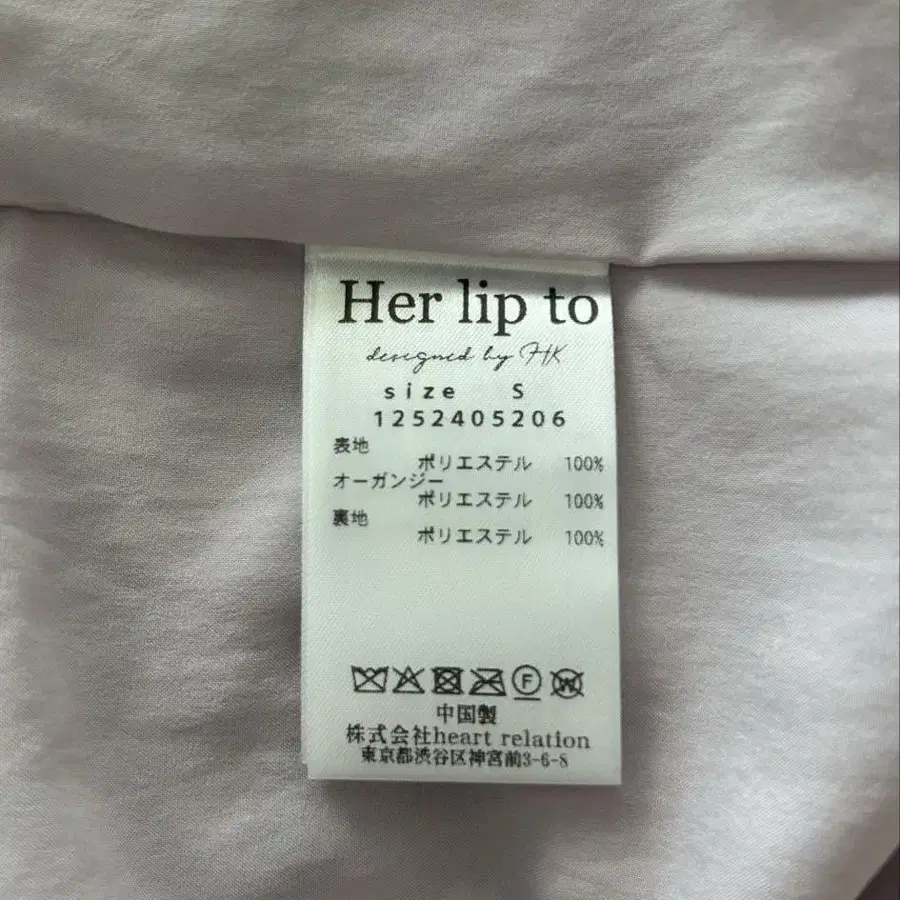 Her lip to
designed by HK
size S
1252405206
表地
ポリエステル 100%
オーガンジー
ポリエステル 100%
裏地
ポリエステル 100%
F W
中国製
株式会社heart relation
東京都渋谷区神宮前3-6-8